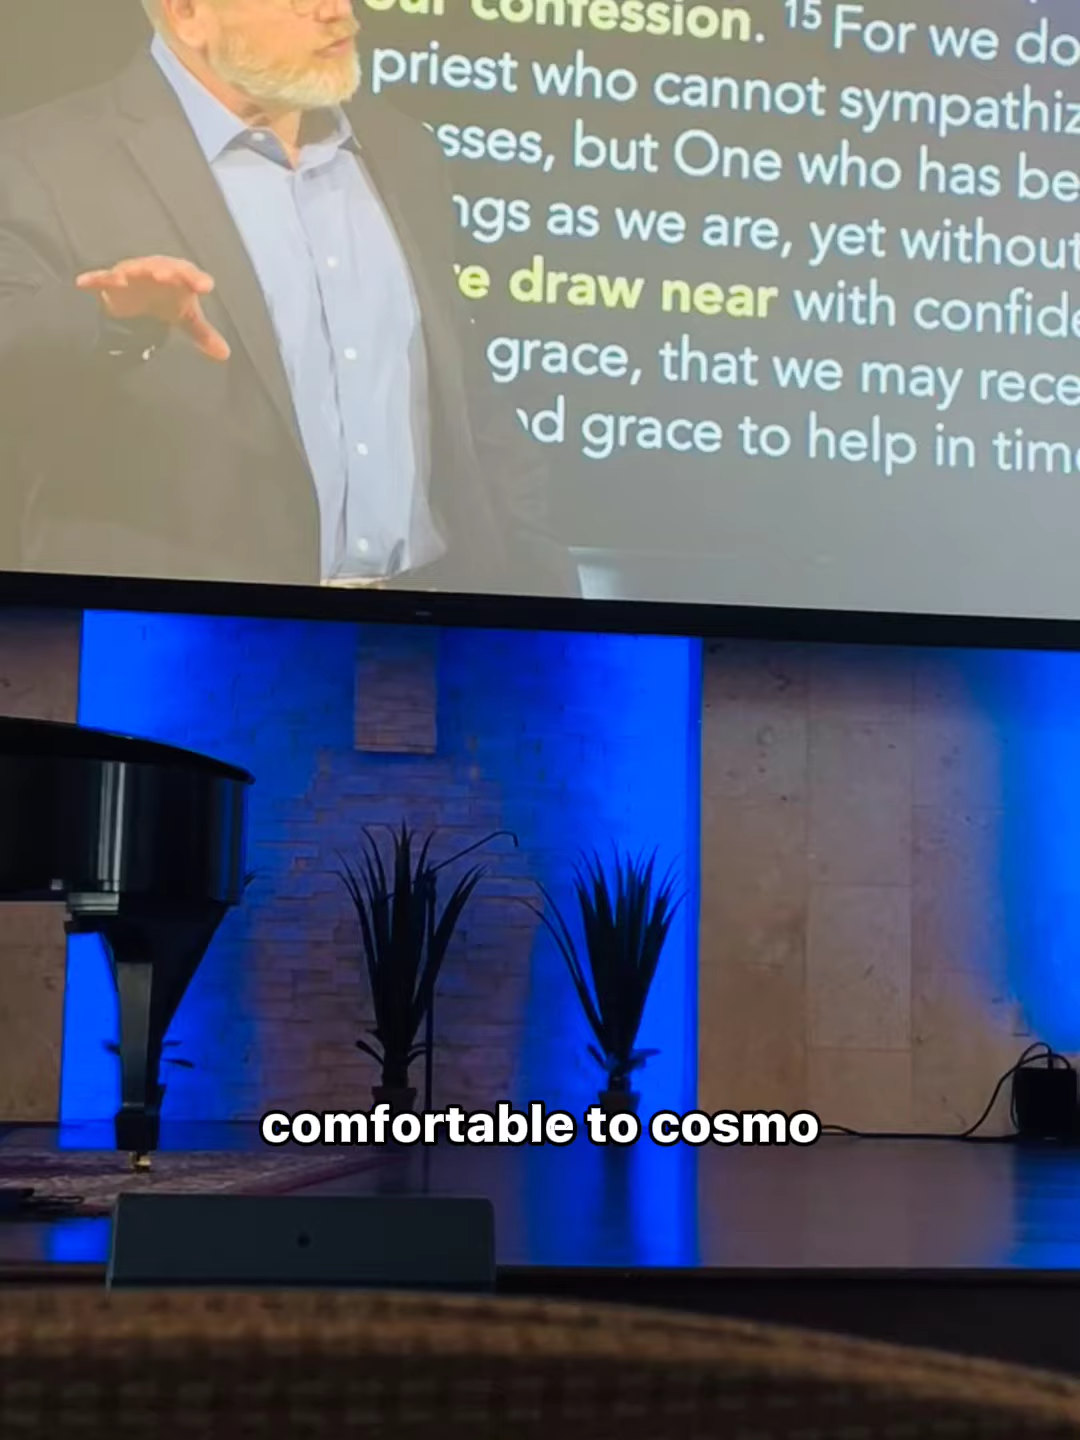 confession. 15 For we do
priest who cannot sympathiz
sses, but One who has be
ngs as we are, yet without
e draw near with confide
grace, that we may rece
d grace to help in time
comfortable to cosmo